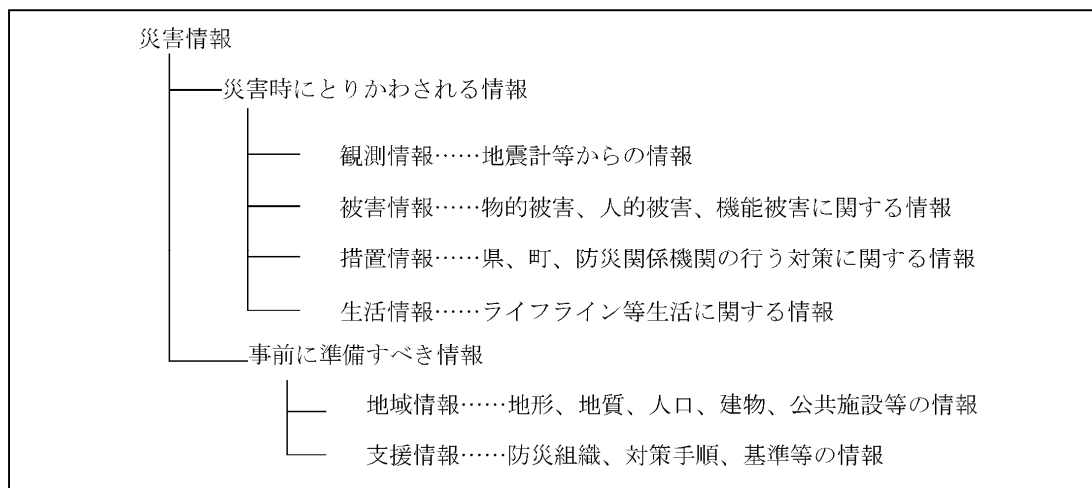 災害情報
災害時にとりかわされる情報
観測情報……地震計等からの情報
被害情報……物的被害、人的被害、機能被害に関する情報
措置情報……県、町、防災関係機関の行う対策に関する情報
生活情報……ライフライン等生活に関する情報
事前に準備すべき情報
地域情報……地形、地質、人口、建物、公共施設等の情報
支援情報……防災組織、対策手順、基準等の情報